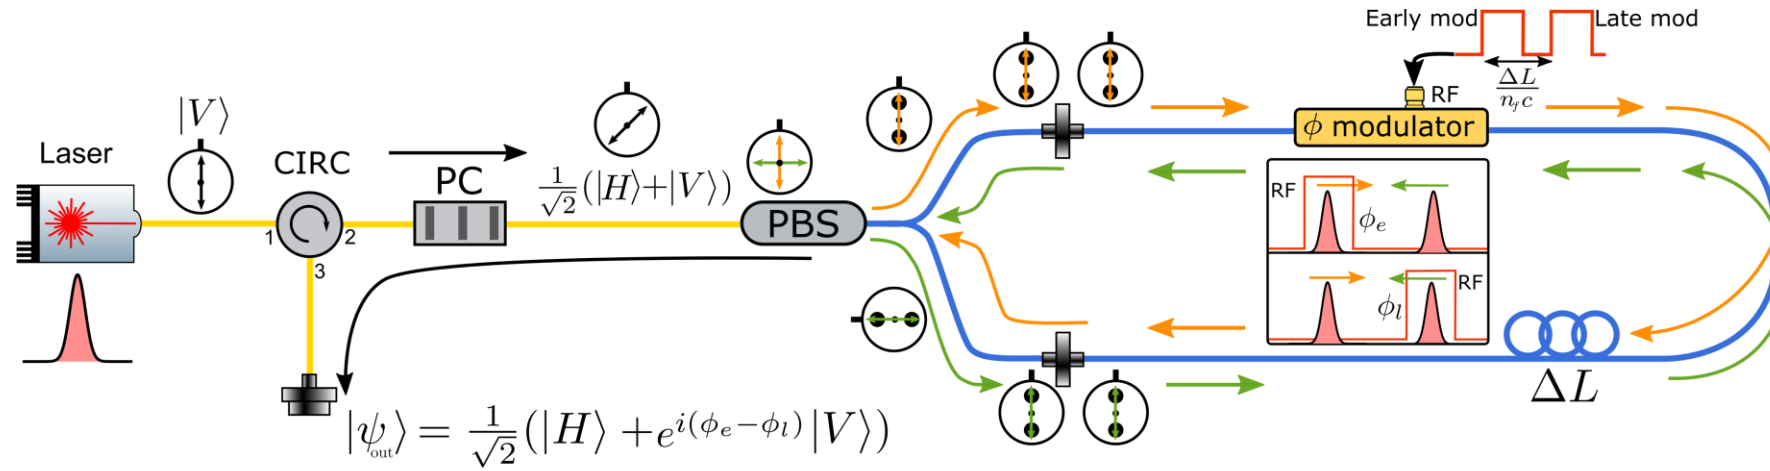 Early mod
Late mod
ΔL/(n_f c)
RF
|V⟩
Laser
CIRC
PC
1/√2(|H⟩+|V⟩)
PBS
ϕ modulator
1
2
3
RF
ϕ_e
RF
ϕ_l
ΔL
|ψ_out⟩ = 1/√2(|H⟩ + e^{i(ϕ_e−ϕ_l)}|V⟩)